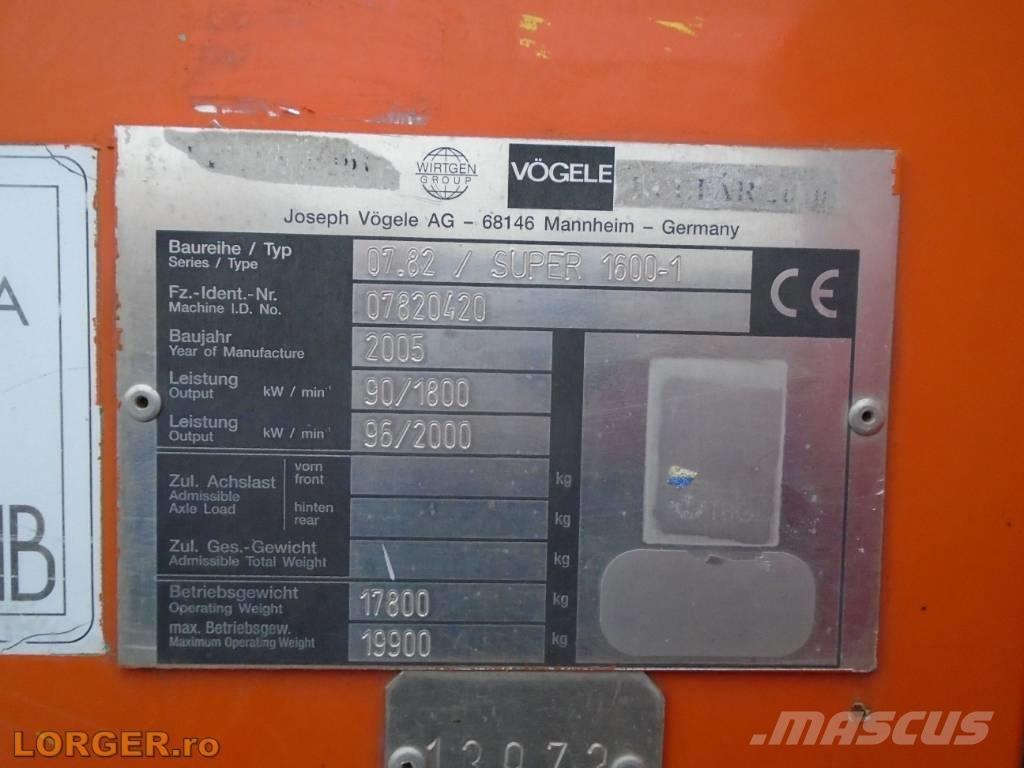 WIRTGEN
GROUP
VÖGELE
Joseph Vögele AG – 68146 Mannheim – Germany
Baureihe / Typ
Series / Type
07.82 / SUPER 1600-1
CE
Fz.-Ident.-Nr.
Machine I.D. No.
07820420
Baujahr
Year of Manufacture
2005
Leistung
Output
kW / min⁻¹
90/1800
Leistung
Output
kW / min⁻¹
96/2000
Zul. Achslast
Admissible
Axle Load
vorn
front
kg
hinten
rear
kg
Zul. Ges.-Gewicht
Admissible Total Weight
kg
Betriebsgewicht
Operating Weight
17800
kg
max. Betriebsgew.
Maximum Operating Weight
19900
kg
A
IB
13873
LORGER.ro
MASCUS